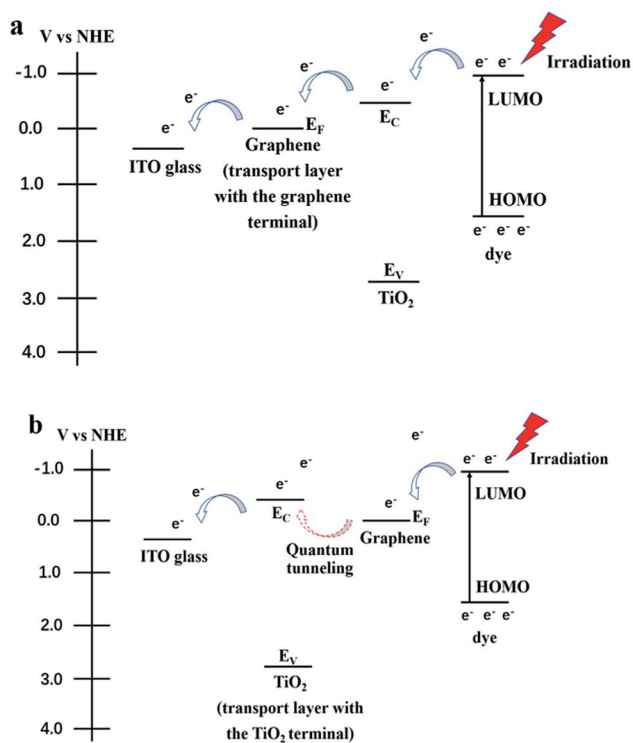 a
V vs NHE
-1.0
0.0
1.0
2.0
3.0
4.0
e⁻
e⁻
ITO glass
e⁻
e⁻
E_F
Graphene
(transport layer
with the graphene
terminal)
e⁻
e⁻
E_C
E_V
TiO₂
e⁻ e⁻
Irradiation
LUMO
HOMO
e⁻ e⁻ e⁻
dye
b
V vs NHE
-1.0
0.0
1.0
2.0
3.0
4.0
e⁻
e⁻
ITO glass
e⁻
e⁻
E_C
Quantum
tunneling
E_V
TiO₂
(transport layer with
the TiO₂ terminal)
e⁻
e⁻
E_F
Graphene
e⁻ e⁻
Irradiation
LUMO
HOMO
e⁻ e⁻ e⁻
dye